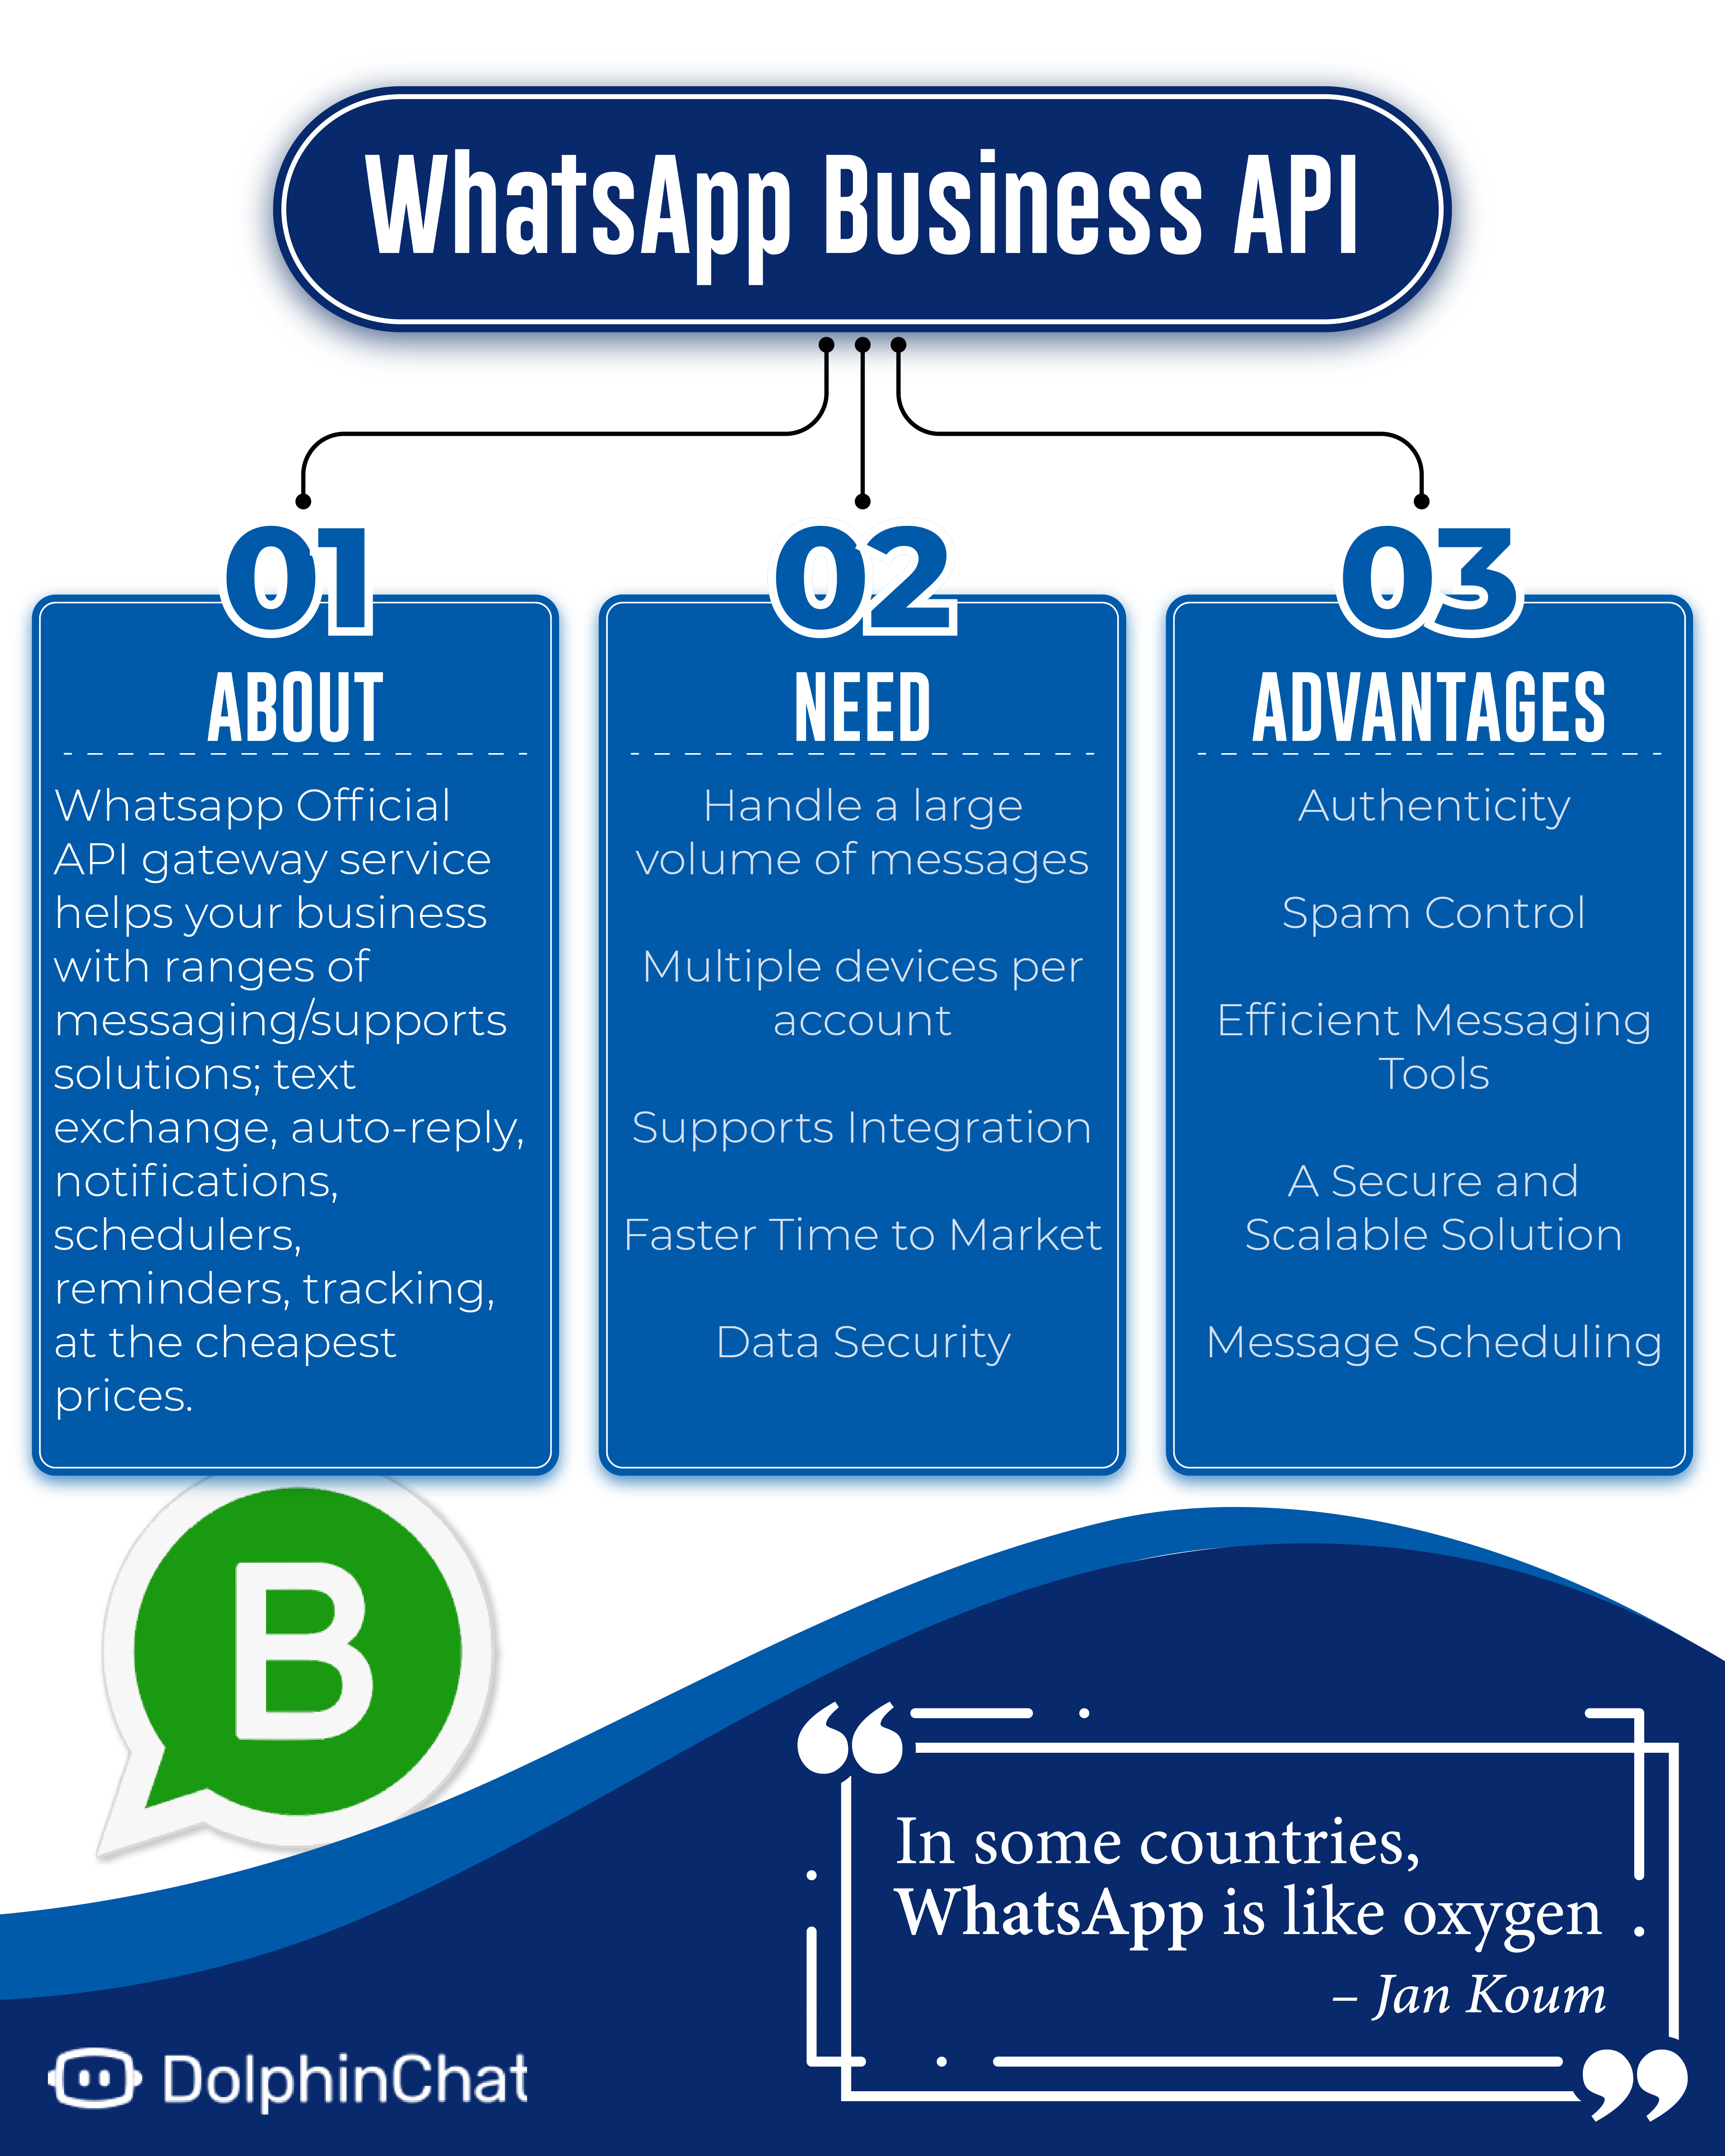 WhatsApp Business API
01
ABOUT
Whatsapp Official
API gateway service
helps your business
with ranges of
messaging/supports
solutions; text
exchange, auto-reply,
notifications,
schedulers,
reminders, tracking,
at the cheapest
prices.
02
NEED
Handle a large
volume of messages
Multiple devices per
account
Supports Integration
Faster Time to Market
Data Security
03
ADVANTAGES
Authenticity
Spam Control
Efficient Messaging
Tools
A Secure and
Scalable Solution
Message Scheduling
B
“
In some countries,
WhatsApp is like oxygen
– Jan Koum
”
DolphinChat